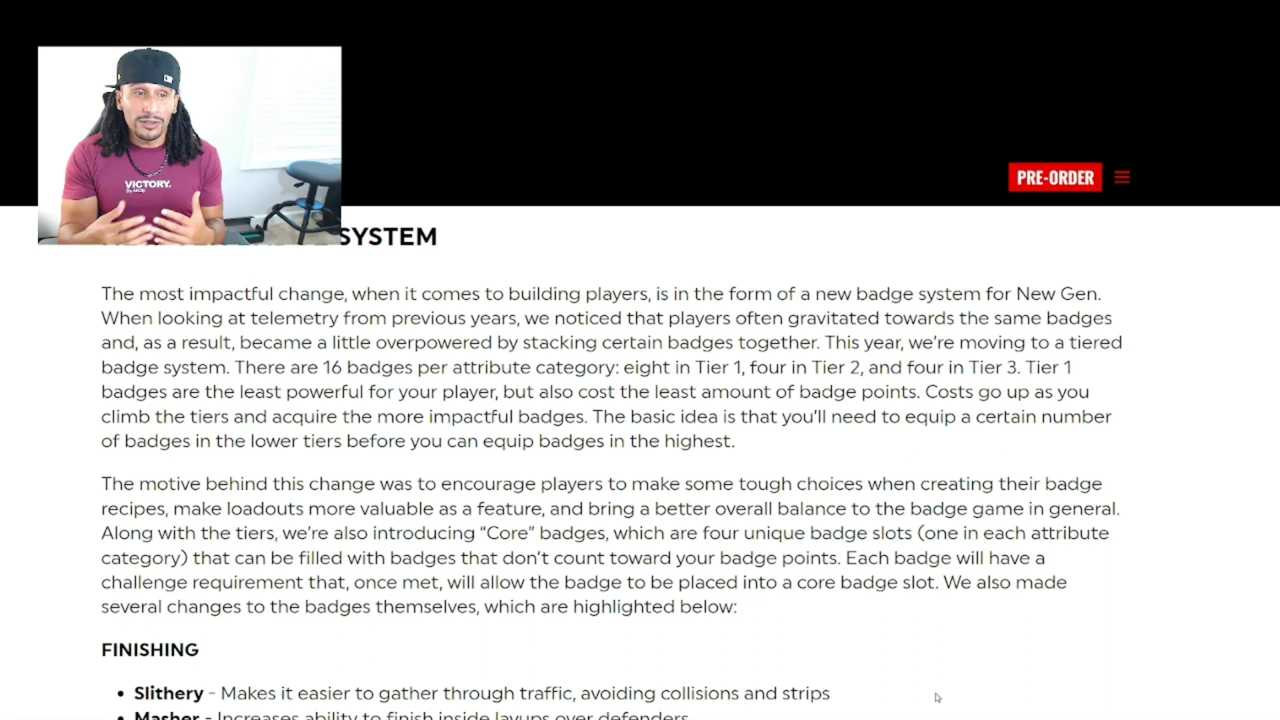 VICTORY.
PRE-ORDER
SYSTEM
The most impactful change, when it comes to building players, is in the form of a new badge system for New Gen.
When looking at telemetry from previous years, we noticed that players often gravitated towards the same badges
and, as a result, became a little overpowered by stacking certain badges together. This year, we're moving to a tiered
badge system. There are 16 badges per attribute category: eight in Tier 1, four in Tier 2, and four in Tier 3. Tier 1
badges are the least powerful for your player, but also cost the least amount of badge points. Costs go up as you
climb the tiers and acquire the more impactful badges. The basic idea is that you'll need to equip a certain number
of badges in the lower tiers before you can equip badges in the highest.
The motive behind this change was to encourage players to make some tough choices when creating their badge
recipes, make loadouts more valuable as a feature, and bring a better overall balance to the badge game in general.
Along with the tiers, we're also introducing "Core" badges, which are four unique badge slots (one in each attribute
category) that can be filled with badges that don't count toward your badge points. Each badge will have a
challenge requirement that, once met, will allow the badge to be placed into a core badge slot. We also made
several changes to the badges themselves, which are highlighted below:
FINISHING
• Slithery - Makes it easier to gather through traffic, avoiding collisions and strips
• Masher - Increases ability to finish inside layups over defenders